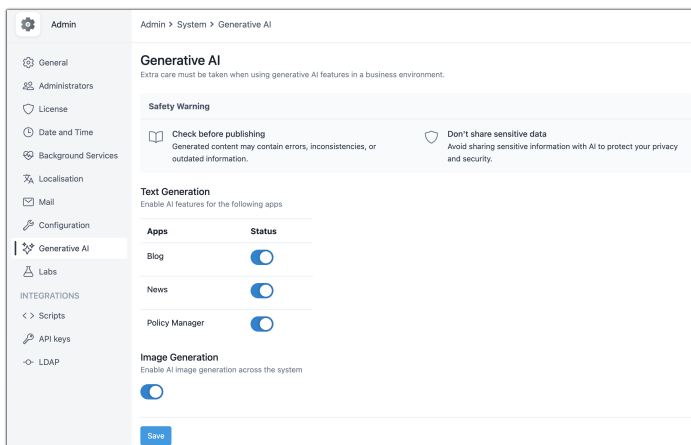 Admin
Admin > System > Generative AI
General
Administrators
License
Date and Time
Background Services
Localisation
Mail
Configuration
Generative AI
Labs
INTEGRATIONS
Scripts
API keys
LDAP
Generative AI
Extra care must be taken when using generative AI features in a business environment.
Safety Warning
Check before publishing
Generated content may contain errors, inconsistencies, or
outdated information.
Don't share sensitive data
Avoid sharing sensitive information with AI to protect your privacy
and security.
Text Generation
Enable AI features for the following apps
Apps Status
Blog
News
Policy Manager
Image Generation
Enable AI image generation across the system
Save